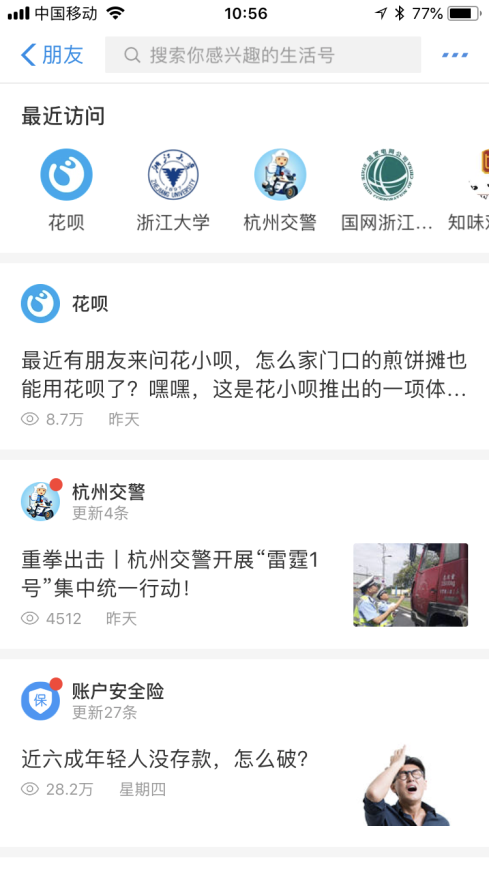 中国移动
10:56
77%
朋友
搜索你感兴趣的生活号
最近访问
花呗
浙江大学
杭州交警
国网浙江...
知味
花呗
最近有朋友来问花小呗，怎么家门口的煎饼摊也
能用花呗了？嘿嘿，这是花小呗推出的一项体...
8.7万 昨天
杭州交警
更新4条
重拳出击丨杭州交警开展“雷霆1
号”集中统一行动！
4512 昨天
保
账户安全险
更新27条
近六成年轻人没存款，怎么破?
28.2万 星期四